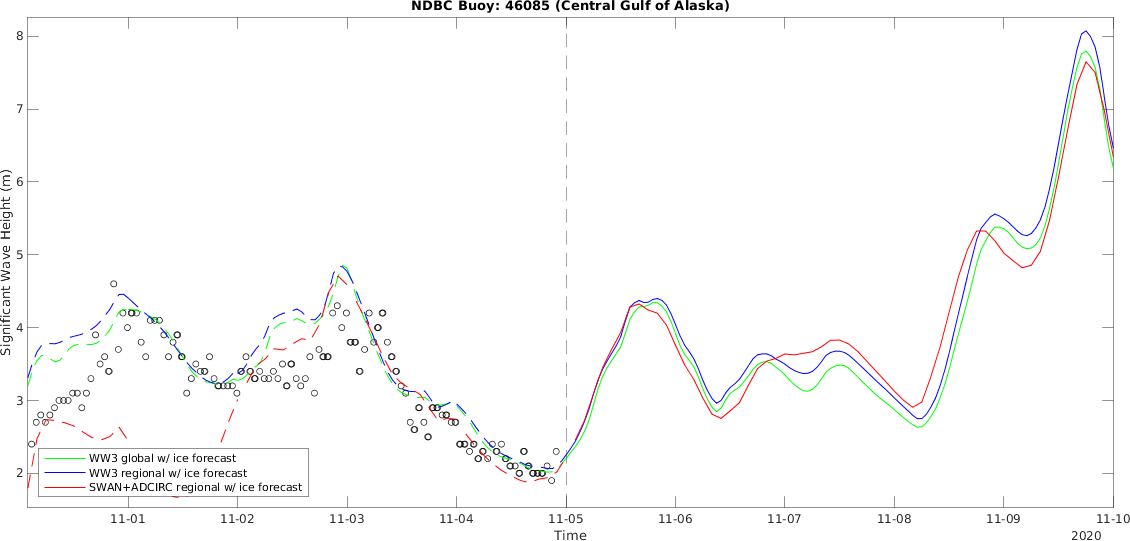 NDBC Buoy: 46085 (Central Gulf of Alaska)
Significant Wave Height (m)
8
7
6
5
4
3
2
WW3 global w/ ice forecast
WW3 regional w/ ice forecast
SWAN+ADCIRC regional w/ ice forecast
11-01 11-02 11-03 11-04 11-05 11-06 11-07 11-08 11-09 11-10
Time
2020